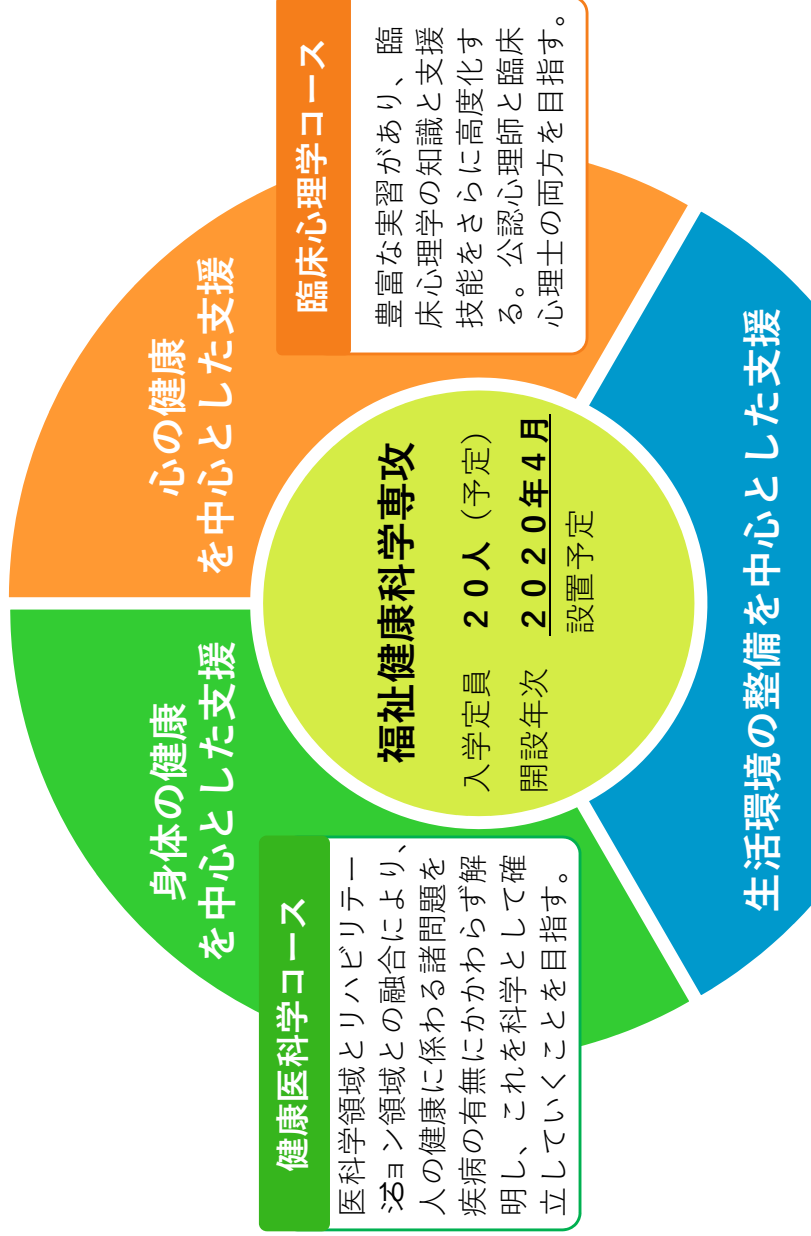 身体の健康
を中心とした支援
心の健康
を中心とした支援
健康医科学コース
医科学領域とリハビリテー
ション領域との融合により、
人の健康に係わる諸問題を
疾病の有無にかかわらず解
明し、これを科学として確
立していくことを目指す。
10
福祉健康科学専攻
入学定員 20人(予定)
開設年次 2020年4月
設置予定
臨床心理学コース
豊富な実習があり、臨
床心理学の知識と支援
技能をさらに高度化す
る。公認心理師と臨床
心理士の両方を目指す。
生活環境の整備を中心とした支援